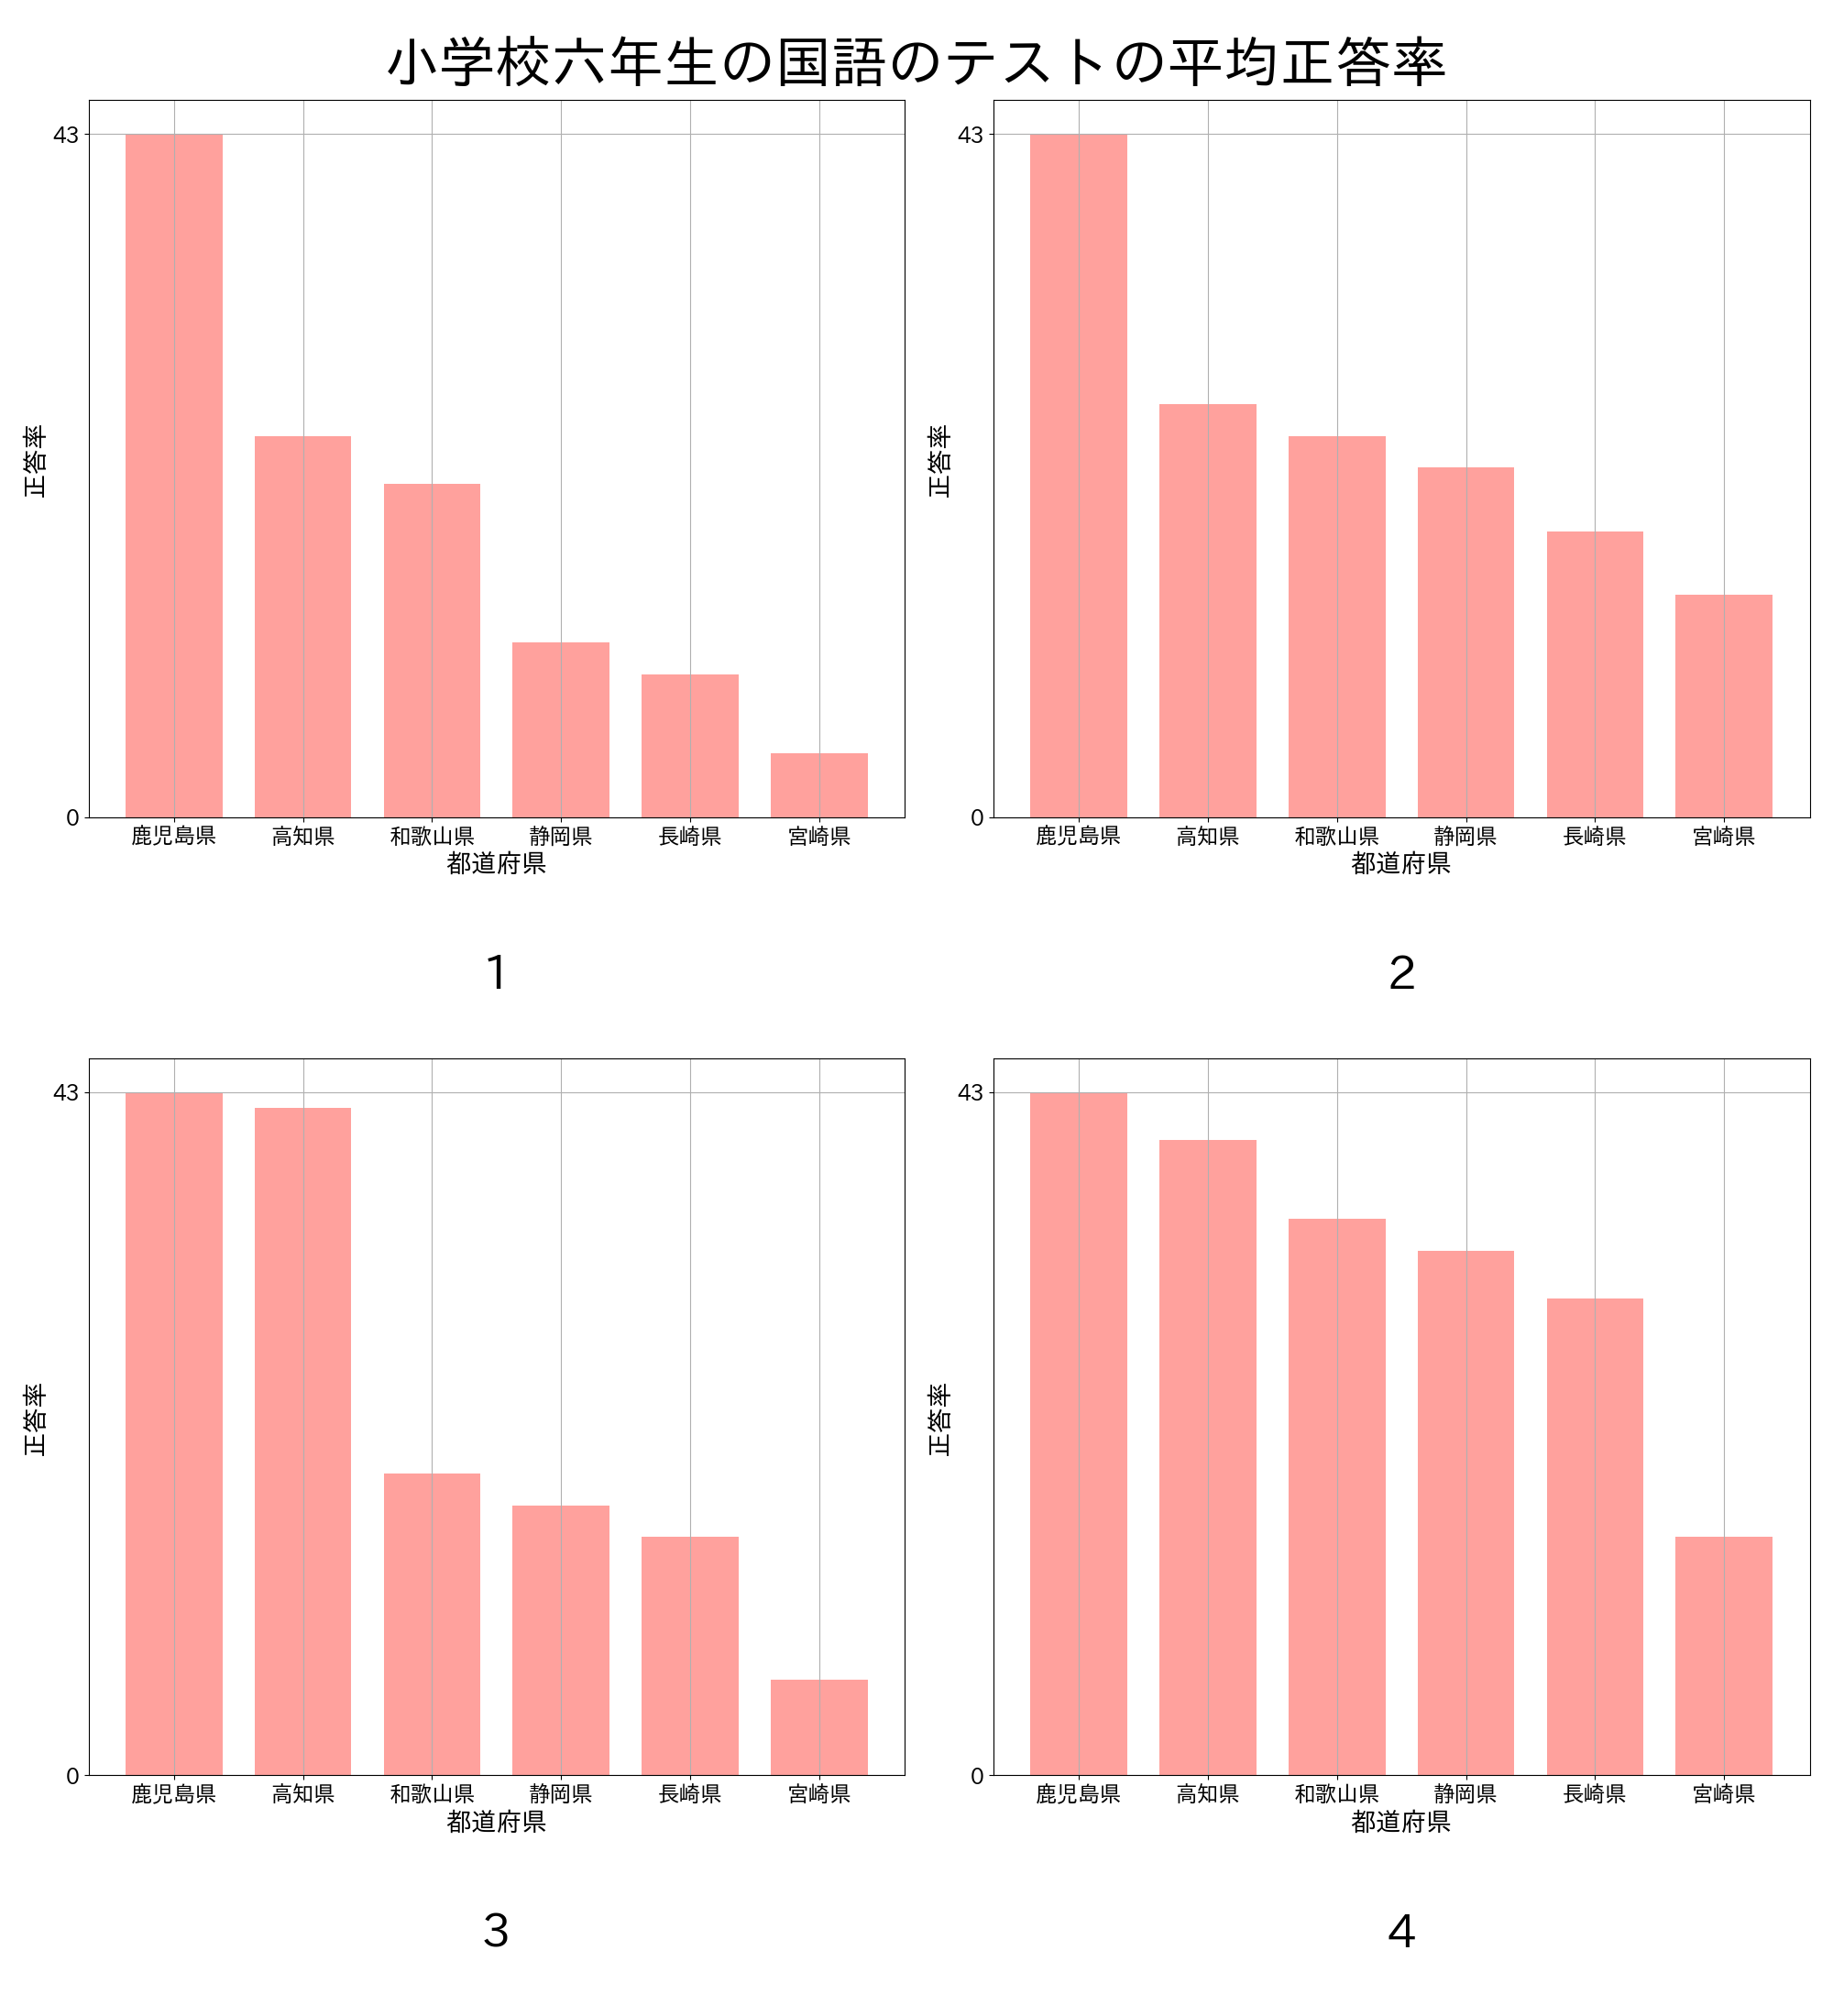 小学校六年生の国語のテストの平均正答率
43
正答率
0
鹿児島県 高知県 和歌山県 静岡県 長崎県 宮崎県
都道府県
1
43
正答率
0
鹿児島県 高知県 和歌山県 静岡県 長崎県 宮崎県
都道府県
2
43
正答率
0
鹿児島県 高知県 和歌山県 静岡県 長崎県 宮崎県
都道府県
3
43
正答率
0
鹿児島県 高知県 和歌山県 静岡県 長崎県 宮崎県
都道府県
4